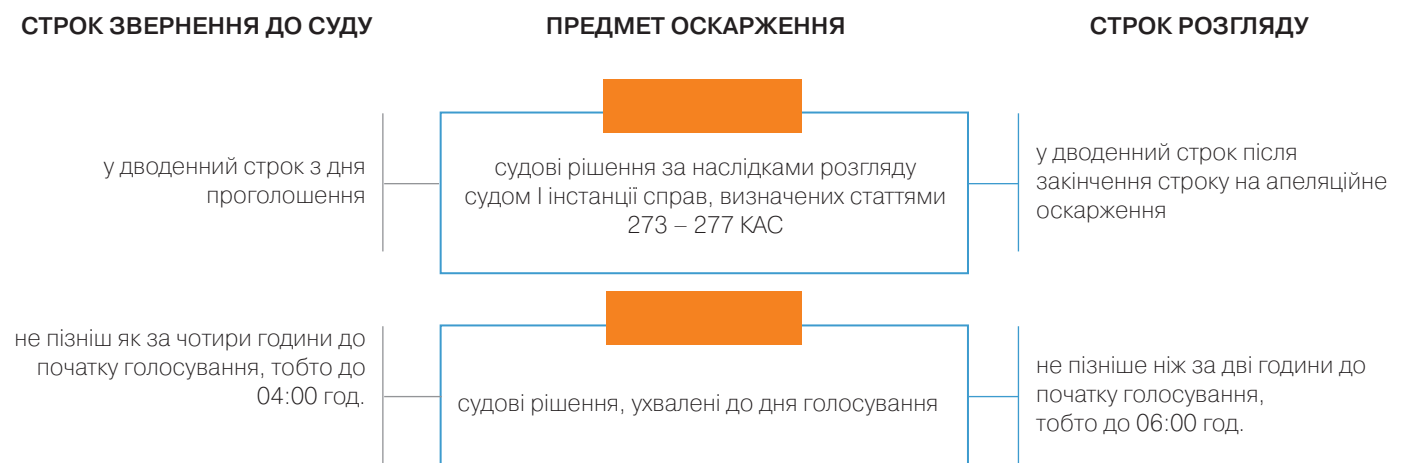 СТРОК ЗВЕРНЕННЯ ДО СУДУ
ПРЕДМЕТ ОСКАРЖЕННЯ
СТРОК РОЗГЛЯДУ
у дводенний строк з дня
проголошення
судові рішення за наслідками розгляду
судом І інстанції справ, визначених статтями
273 – 277 КАС
у дводенний строк після
закінчення строку на апеляційне
оскарження
не пізніш як за чотири години до
початку голосування, тобто до
04:00 год.
судові рішення, ухвалені до дня голосування
не пізніше ніж за дві години до
початку голосування,
тобто до 06:00 год.